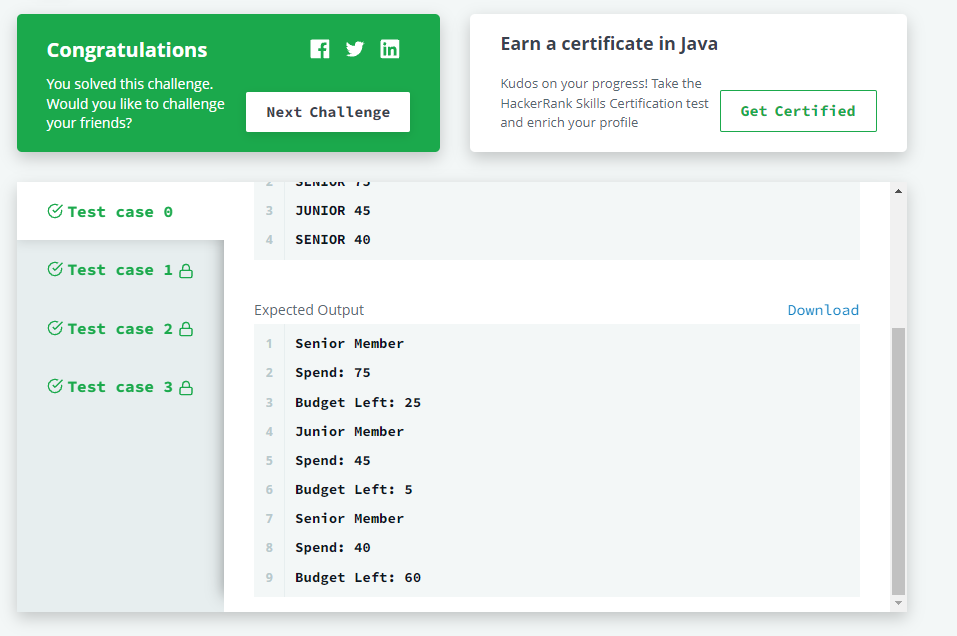 Congratulations
You solved this challenge.
Would you like to challenge
your friends?
Next Challenge
Earn a certificate in Java
Kudos on your progress! Take the
HackerRank Skills Certification test
and enrich your profile
Get Certified
Test case 0
Test case 1
Test case 2
Test case 3
2 SENIOR 75
3 JUNIOR 45
4 SENIOR 40
Expected Output
Download
1 Senior Member
2 Spend: 75
3 Budget Left: 25
4 Junior Member
5 Spend: 45
6 Budget Left: 5
7 Senior Member
8 Spend: 40
9 Budget Left: 60